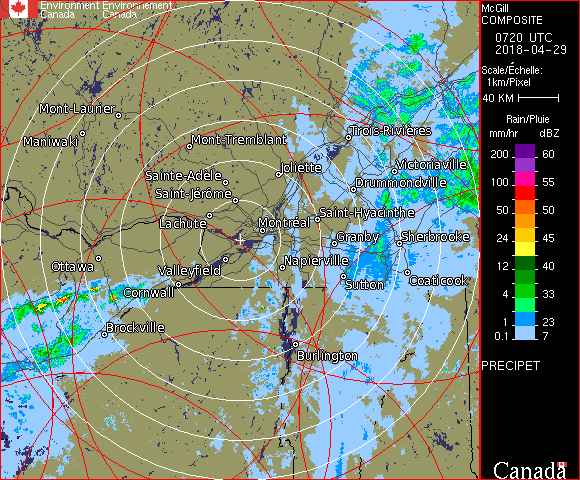 Environment Environnement
Canada Canada
McGill
COMPOSITE
0720 UTC
2018-04-29
Scale/Échelle:
1km/Pixel
40 KM
Rain/Pluie
mm/hr dBZ
200 60
100 55
50 50
24 45
12 40
4 33
1 23
0.1 7
PRECIPET
Canada
Mont-Laurier
Maniwaki
Mont-Tremblant
Trois-Rivières
Sainte-Adèle
Joliette
Victoriaville
Saint-Jérôme
Drummondville
Lachute
Montréal
Saint-Hyacinthe
Granby
Sherbrooke
Ottawa
Valleyfield
Napierville
Cornwall
Sutton
Coaticook
Brockville
Burlington